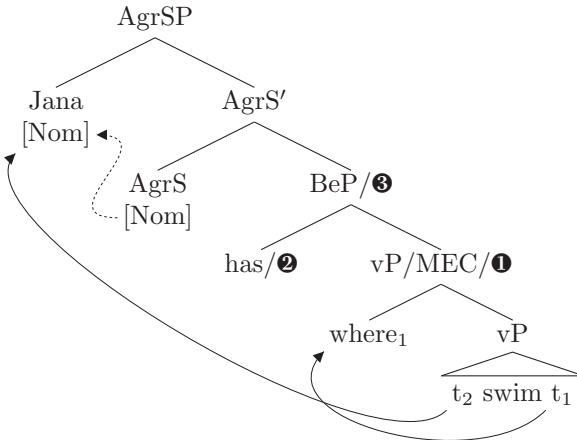 AgrSP
Jana AgrS′
[Nom]
AgrS BeP/❸
[Nom]
has/❷ vP/MEC/❶
where₁ vP
t₂ swim t₁